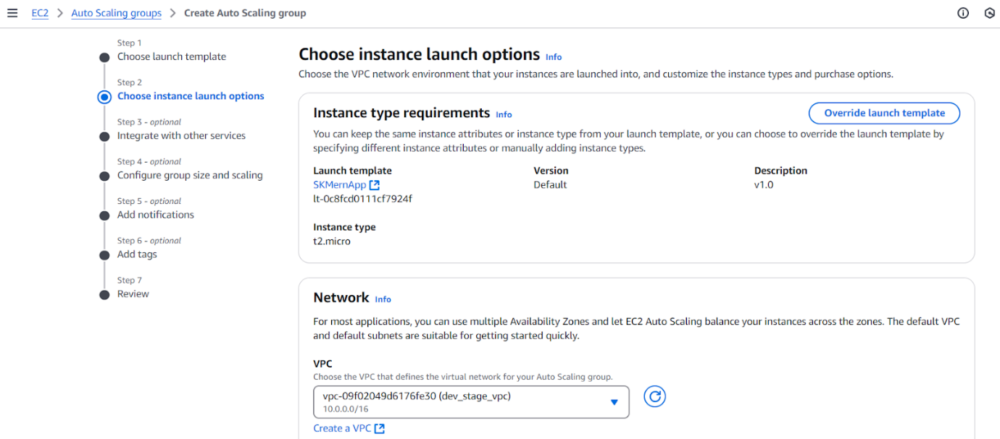 EC2 > Auto Scaling groups > Create Auto Scaling group
Step 1
Choose launch template
Step 2
Choose instance launch options
Step 3 - optional
Integrate with other services
Step 4 - optional
Configure group size and scaling
Step 5 - optional
Add notifications
Step 6 - optional
Add tags
Step 7
Review
Choose instance launch options Info
Choose the VPC network environment that your instances are launched into, and customize the instance types and purchase options.
Instance type requirements Info
Override launch template
You can keep the same instance attributes or instance type from your launch template, or you can choose to override the launch template by
specifying different instance attributes or manually adding instance types.
Launch template
SKMernApp
lt-0c8fcd0111cf7924f
Version
Default
Description
v1.0
Instance type
t2.micro
Network Info
For most applications, you can use multiple Availability Zones and let EC2 Auto Scaling balance your instances across the zones. The default VPC
and default subnets are suitable for getting started quickly.
VPC
Choose the VPC that defines the virtual network for your Auto Scaling group.
vpc-09f02049d6176fe30 (dev_stage_vpc)
10.0.0.0/16
Create a VPC